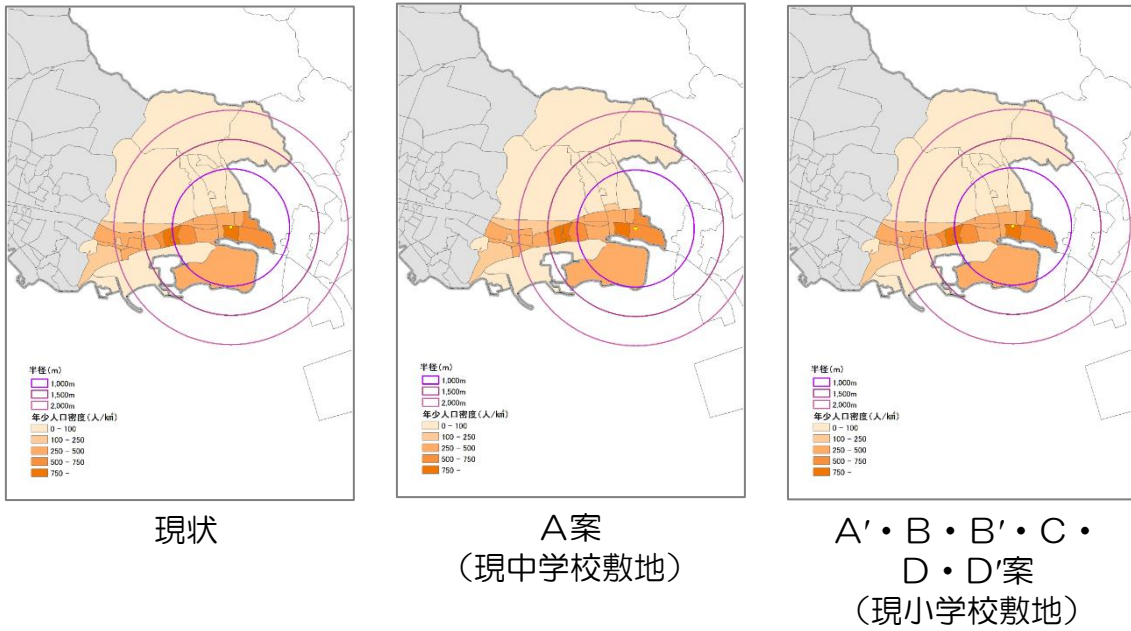 半径(m)
1,000m
1,500m
2,000m
年少人口密度(人/k㎡)
0 - 100
100 - 250
250 - 500
500 - 750
750 -
現状
半径(m)
1,000m
1,500m
2,000m
年少人口密度(人/k㎡)
0 - 100
100 - 250
250 - 500
500 - 750
750 -
A案
（現中学校敷地）
半径(m)
1,000m
1,500m
2,000m
年少人口密度(人/k㎡)
0 - 100
100 - 250
250 - 500
500 - 750
750 -
A′・B・B′・C・
D・D′案
（現小学校敷地）